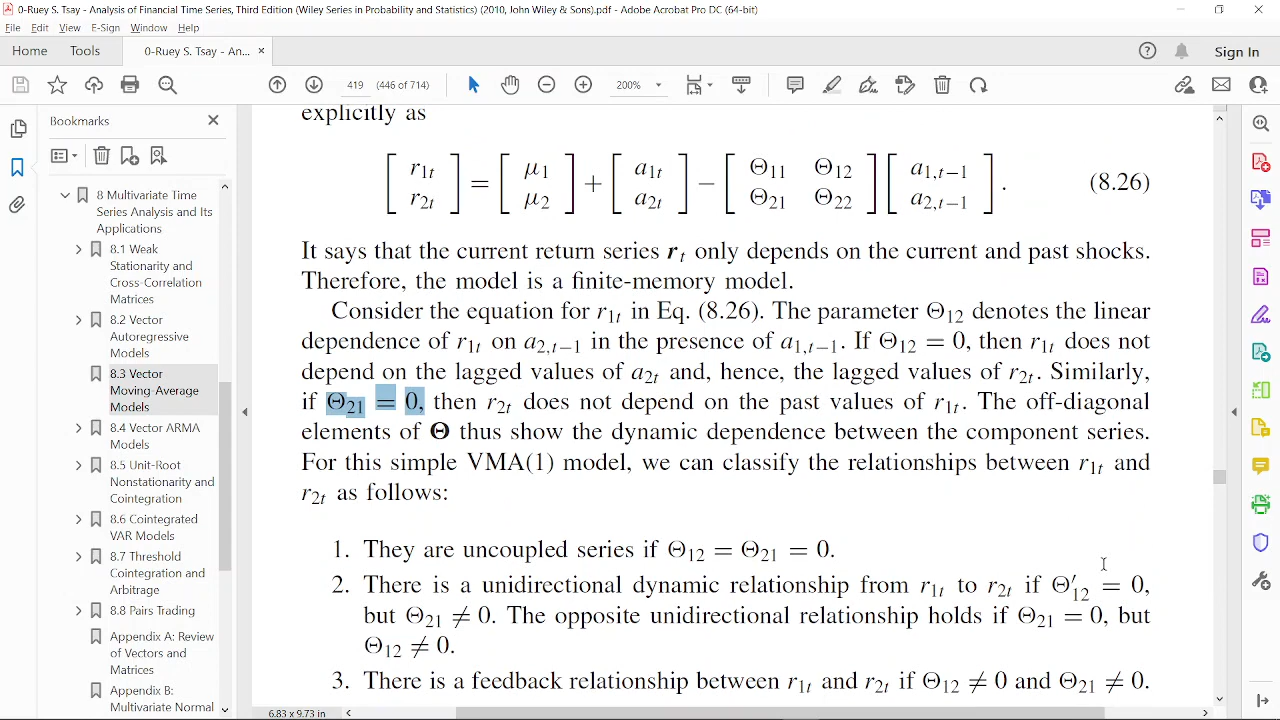 0-Ruey S. Tsay - Analysis of Financial Time Series, Third Edition (Wiley Series in Probability and Statistics) (2010, John Wiley & Sons).pdf - Adobe Acrobat Pro DC (64-bit)
File Edit View E-Sign Window Help
Home Tools 0-Ruey S. Tsay - An... × Sign In
419 (446 of 714) 200%
Bookmarks
8 Multivariate Time
Series Analysis and Its
Applications
8.1 Weak
Stationarity and
Cross-Correlation
Matrices
8.2 Vector
Autoregressive
Models
8.3 Vector
Moving-Average
Models
8.4 Vector ARMA
Models
8.5 Unit-Root
Nonstationarity and
Cointegration
8.6 Cointegrated
VAR Models
8.7 Threshold
Cointegration and
Arbitrage
8.8 Pairs Trading
Appendix A: Review
of Vectors and
Matrices
Appendix B:
Multivariate Normal
explicitly as
[ r1t ] = [ μ1 ] + [ a1t ] − [ Θ11 Θ12 ] [ a1,t−1 ] . (8.26)
[ r2t ] [ μ2 ] [ a2t ] [ Θ21 Θ22 ] [ a2,t−1 ]
It says that the current return series rt only depends on the current and past shocks.
Therefore, the model is a finite-memory model.
Consider the equation for r1t in Eq. (8.26). The parameter Θ12 denotes the linear
dependence of r1t on a2,t−1 in the presence of a1,t−1. If Θ12 = 0, then r1t does not
depend on the lagged values of a2t and, hence, the lagged values of r2t. Similarly,
if Θ21 = 0, then r2t does not depend on the past values of r1t. The off-diagonal
elements of Θ thus show the dynamic dependence between the component series.
For this simple VMA(1) model, we can classify the relationships between r1t and
r2t as follows:
1. They are uncoupled series if Θ12 = Θ21 = 0.
2. There is a unidirectional dynamic relationship from r1t to r2t if Θ′12 = 0,
but Θ21 ≠ 0. The opposite unidirectional relationship holds if Θ21 = 0, but
Θ12 ≠ 0.
3. There is a feedback relationship between r1t and r2t if Θ12 ≠ 0 and Θ21 ≠ 0.
6.83 x 9.73 in